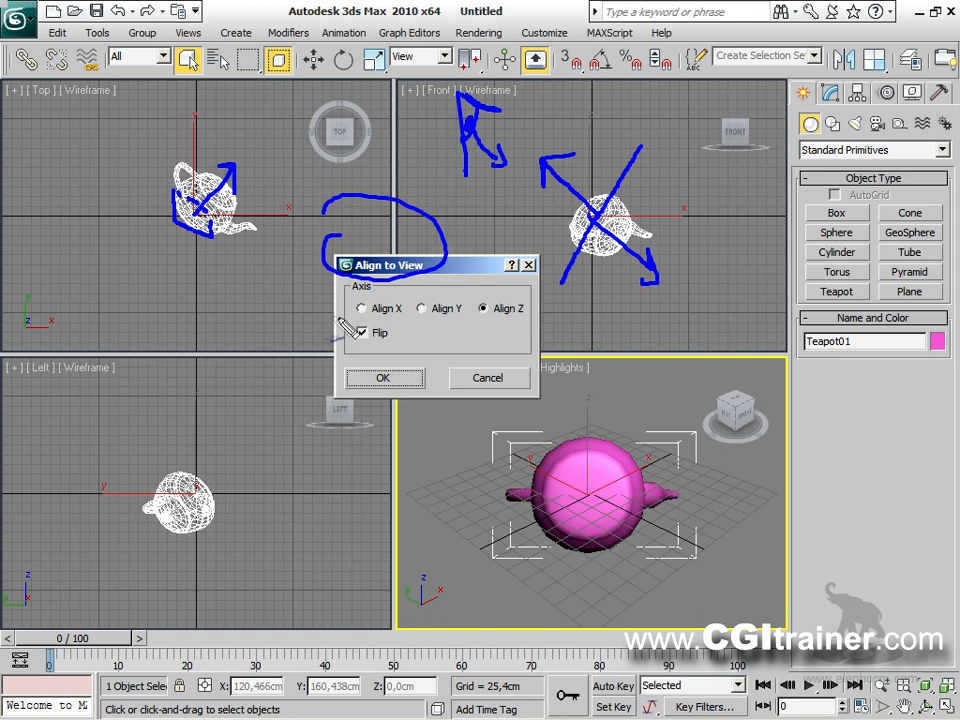 Autodesk 3ds Max 2010 x64 Untitled
Type a keyword or phrase
Edit Tools Group Views Create Modifiers Animation Graph Editors Rendering Customize MAXScript Help
All View 3 % ABC Create Selection Se
[ + ] [ Top ] [ Wireframe ]
TOP
[ + ] [ Front ] [ Wireframe ]
FRONT
Standard Primitives
Object Type
AutoGrid
Box Cone
Sphere GeoSphere
Cylinder Tube
Torus Pyramid
Teapot Plane
Name and Color
Teapot01
Align to View
Axis
Align X Align Y Align Z
Flip
OK Cancel
[ + ] [ Left ] [ Wireframe ]
LEFT
Highlights ]
y x
z
www.CGItrainer.com
0 / 100
0 10 20 30 40 50 60 70 80 90 100
1 Object Sele X: 120,466cm Y: 160,438cm Z: 0,0cm Grid = 25,4cm Auto Key Selected
Welcome to M Click or click-and-drag to select objects Add Time Tag Set Key Key Filters... 0